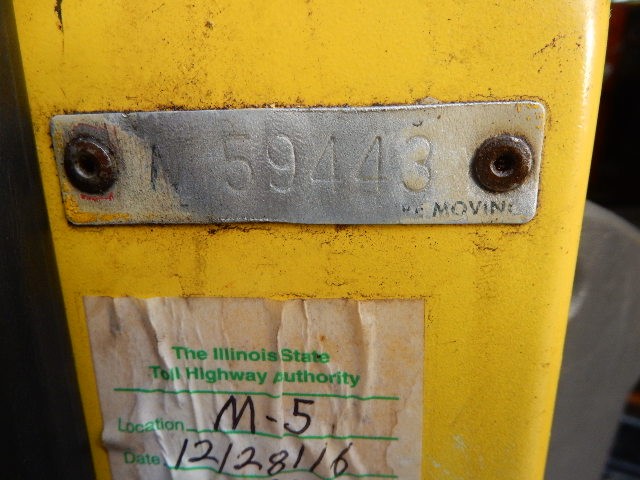 N 59443
RE MOVING
The Illinois State
Toll Highway Authority
Location M-5
Date 12/28/16